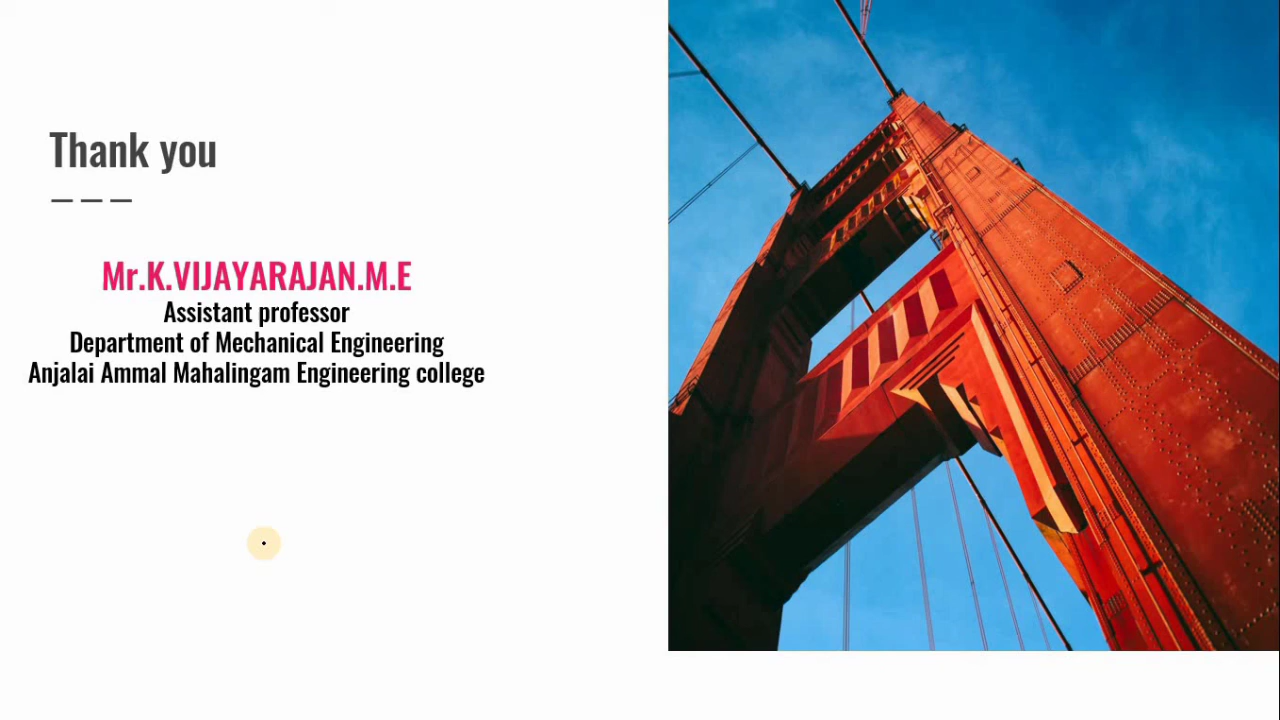 Thank you
Mr.K.VIJAYARAJAN.M.E
Assistant professor
Department of Mechanical Engineering
Anjalai Ammal Mahalingam Engineering college